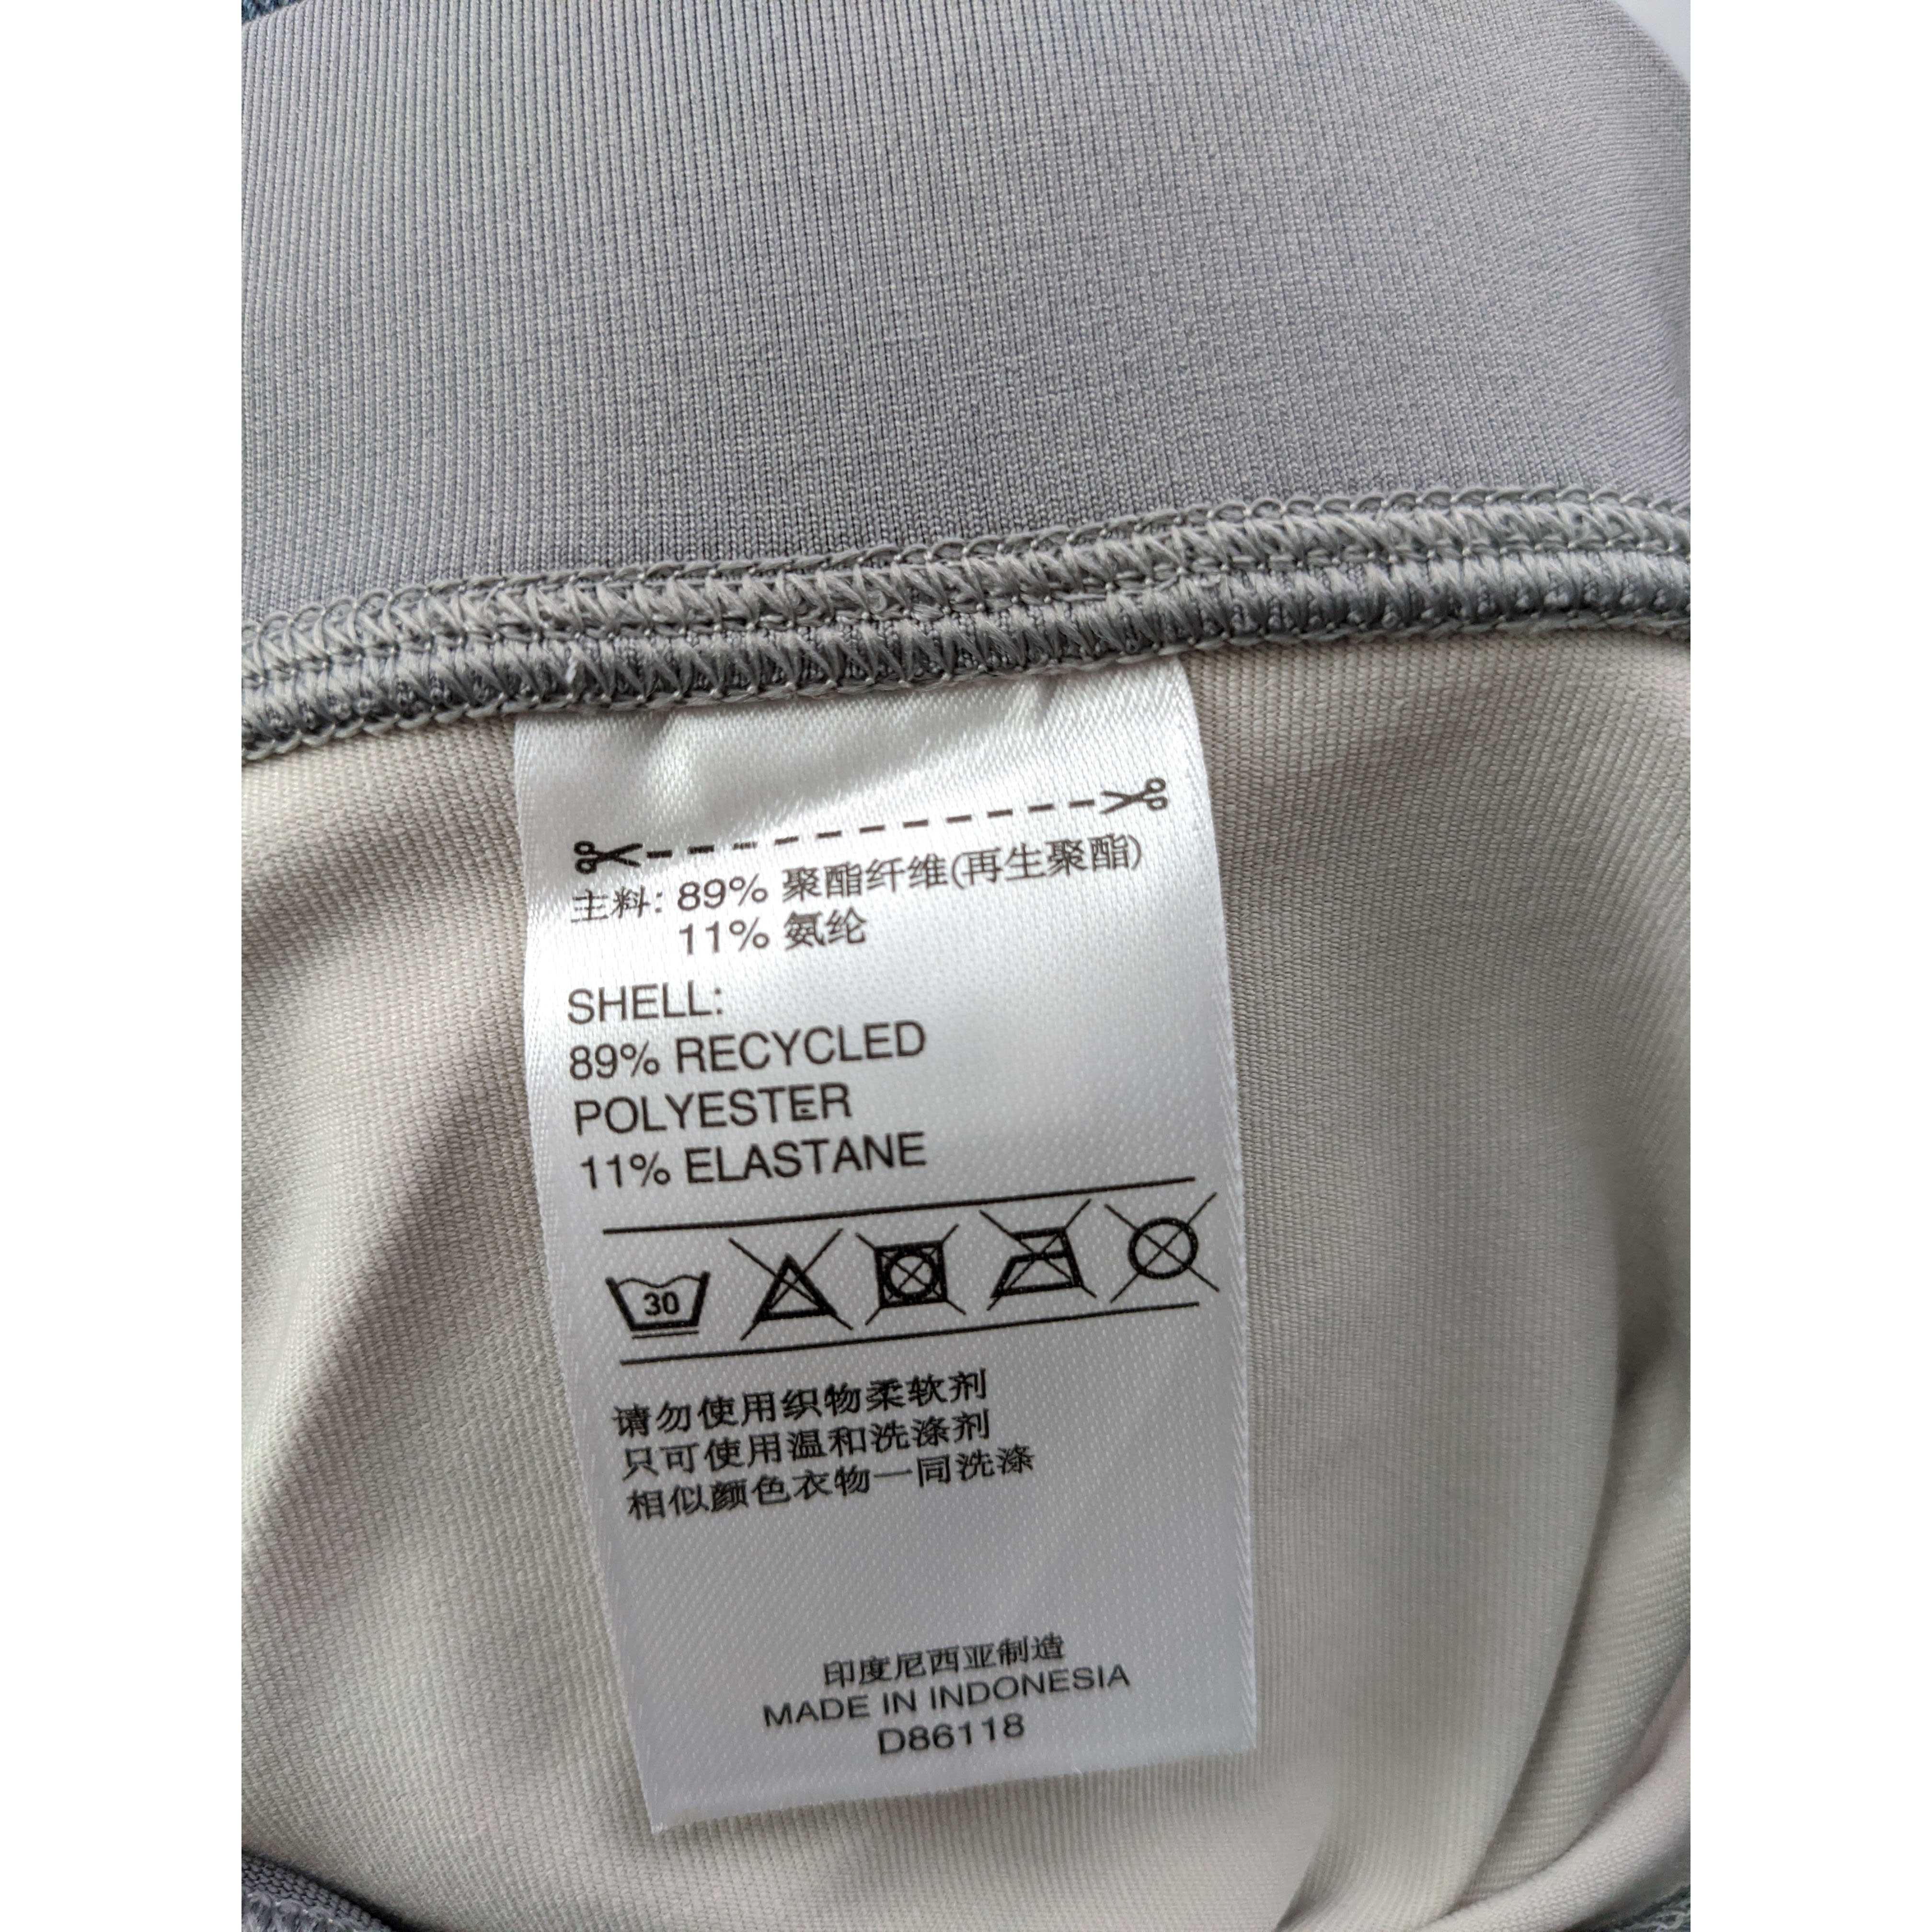 主料: 89% 聚酯纤维(再生聚酯)
11% 氨纶
SHELL:
89% RECYCLED
POLYESTER
11% ELASTANE
30
请勿使用织物柔软剂
只可使用温和洗涤剂
相似颜色衣物一同洗涤
印度尼西亚制造
MADE IN INDONESIA
D86118